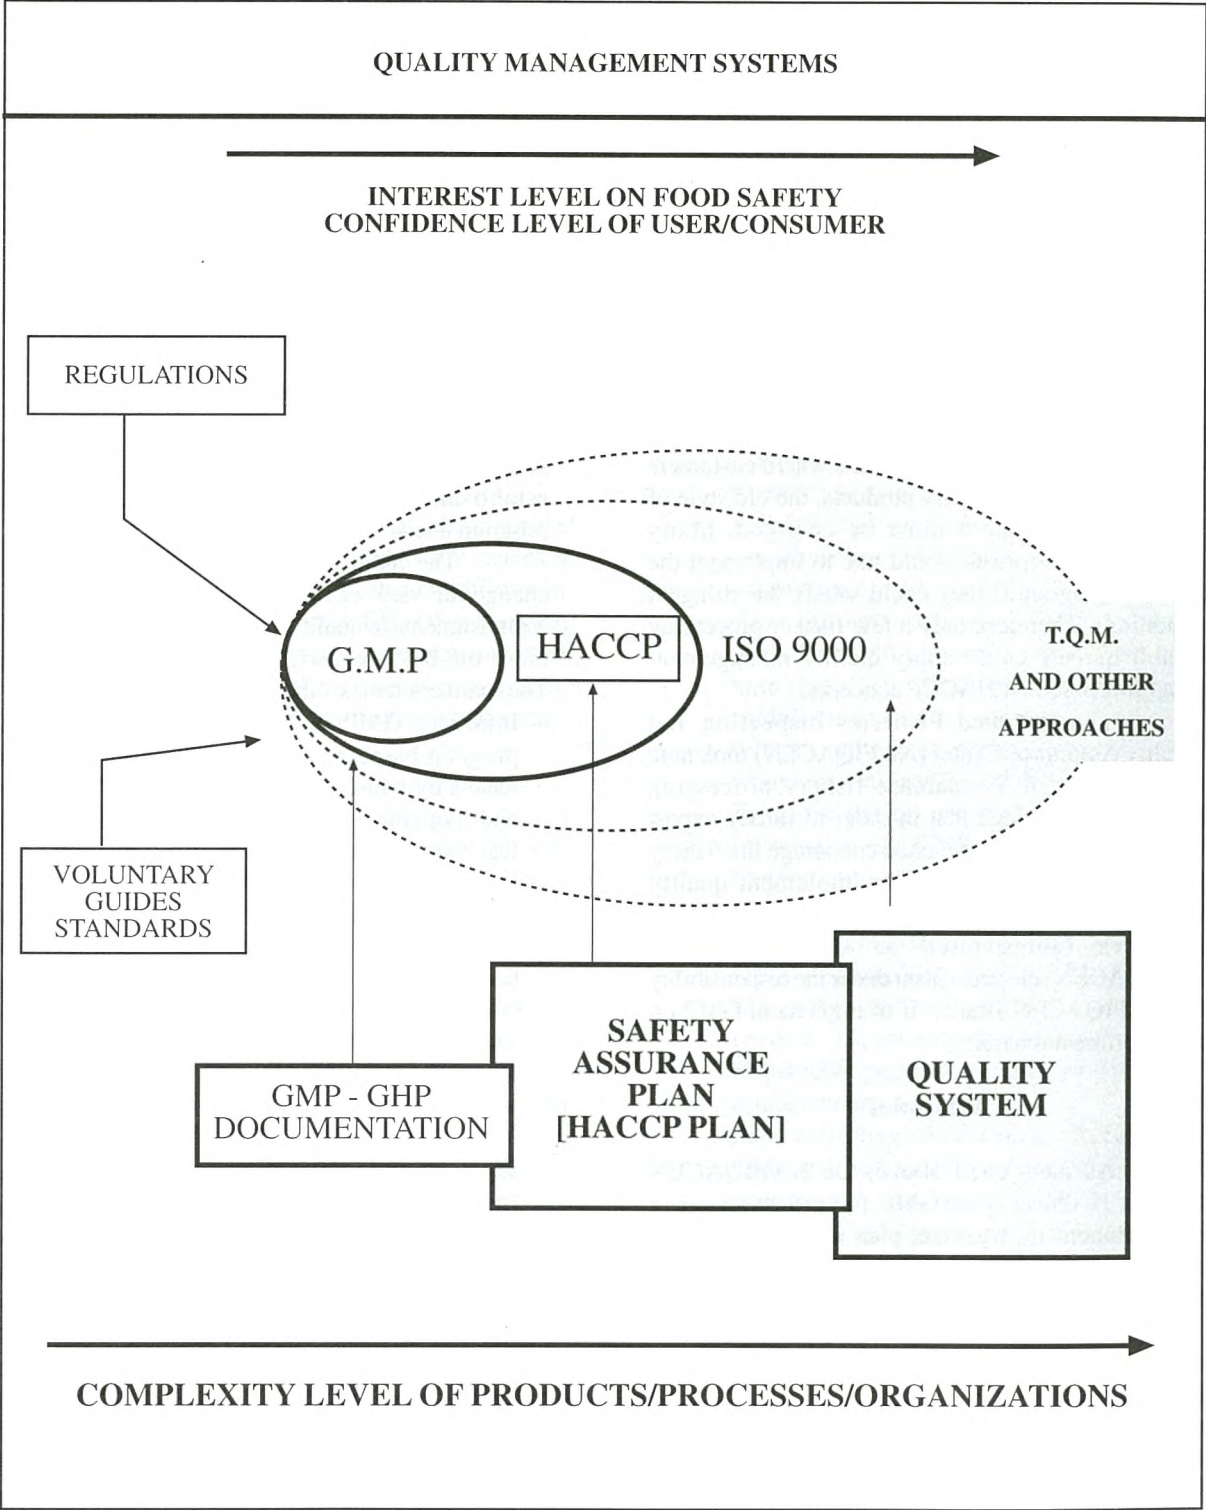 QUALITY MANAGEMENT SYSTEMS
INTEREST LEVEL ON FOOD SAFETY
CONFIDENCE LEVEL OF USER/CONSUMER
REGULATIONS
G.M.P
HACCP
ISO 9000
T.Q.M.
AND OTHER
APPROACHES
VOLUNTARY
GUIDES
STANDARDS
GMP - GHP
DOCUMENTATION
SAFETY
ASSURANCE
PLAN
[HACCP PLAN]
QUALITY
SYSTEM
COMPLEXITY LEVEL OF PRODUCTS/PROCESSES/ORGANIZATIONS